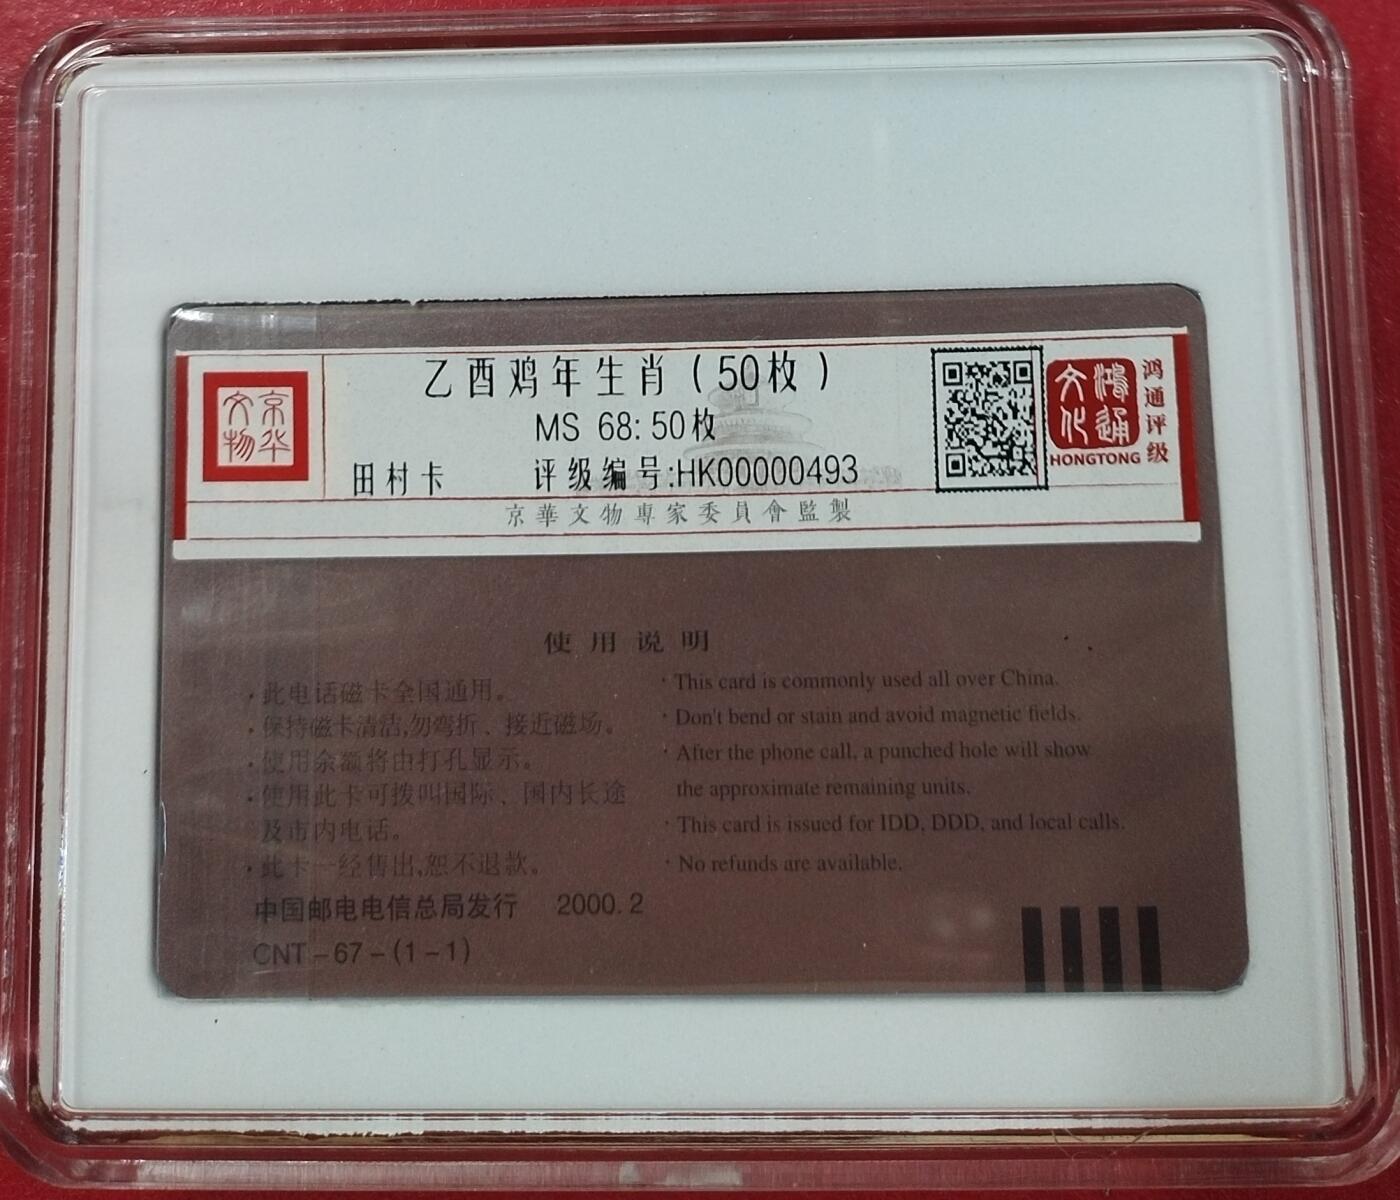 京华
文物
乙酉鸡年生肖（50枚）
MS 68: 50枚
田村卡 评级编号:HK00000493
京華文物專家委員會監製
鸿通
文化
HONGTONG
鸿通评级
使用说明
· 此电话磁卡全国通用。
· 保持磁卡清洁,勿弯折、接近磁场。
· 使用余额将由打孔显示。
· 使用此卡可拨叫国际、国内长途
及市内电话。
· 此卡一经售出,恕不退款。
· This card is commonly used all over China.
· Don't bend or stain and avoid magnetic fields.
· After the phone call, a punched hole will show
the approximate remaining units.
· This card is issued for IDD, DDD, and local calls.
· No refunds are available.
中国邮电电信总局发行 2000.2
CNT-67-(1-1)